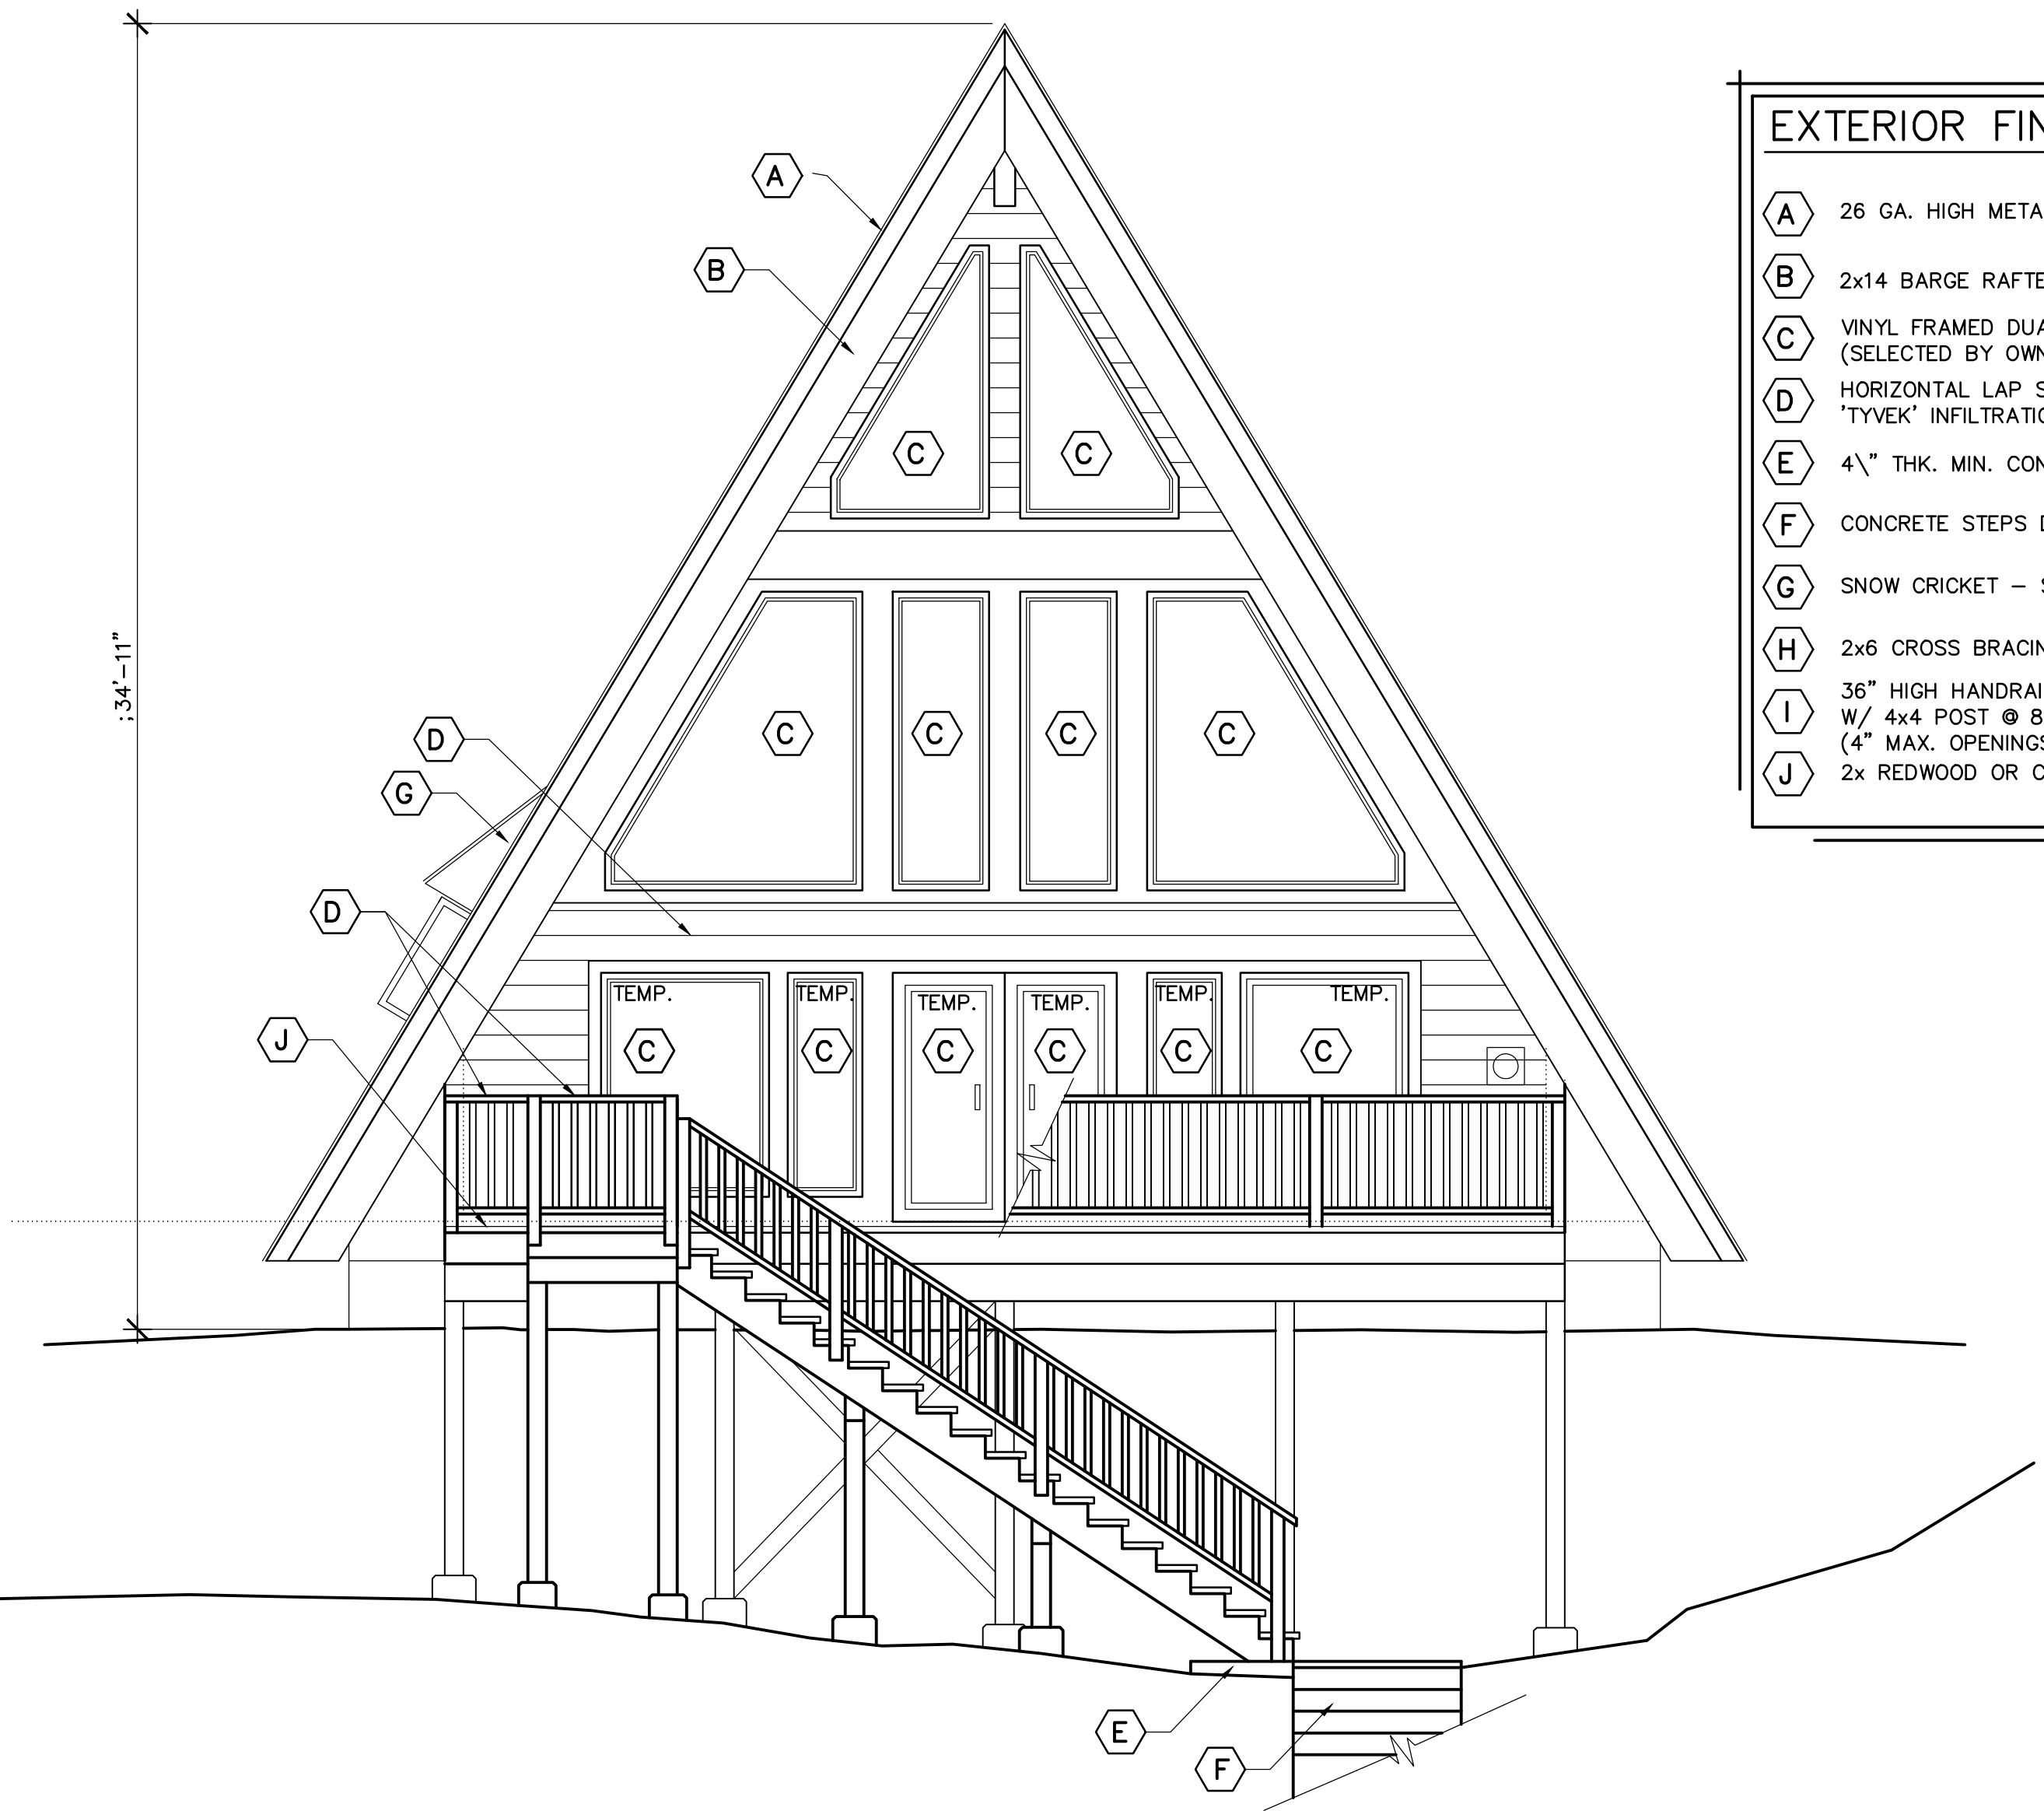 EXTERIOR FIN
A 26 GA. HIGH META
B 2x14 BARGE RAFTE
C VINYL FRAMED DUA
(SELECTED BY OWN
D HORIZONTAL LAP S
'TYVEK' INFILTRATIO
E 4\" THK. MIN. CON
F CONCRETE STEPS D
G SNOW CRICKET – S
H 2x6 CROSS BRACIN
I 36" HIGH HANDRAI
W/ 4x4 POST @ 8
(4" MAX. OPENINGS
J 2x REDWOOD OR C
A
B
C C
;34'-11"
D
C C C C
G
D
TEMP. TEMP. TEMP. TEMP. TEMP. TEMP.
J
C C C C C C
E
F